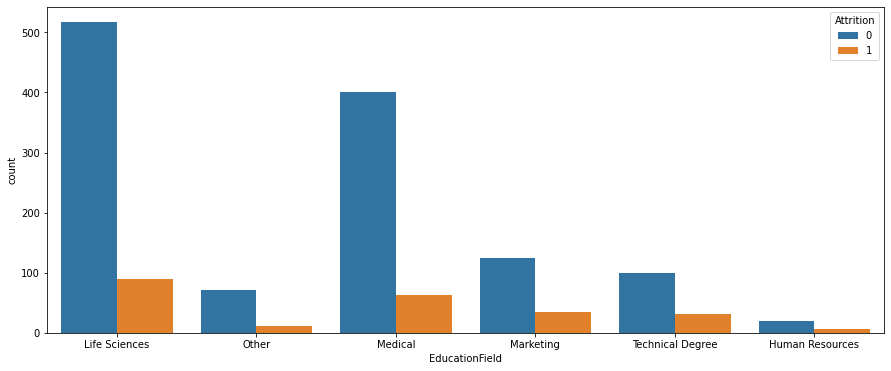 Attrition
0
1
500
400
300
200
100
0
count
Life Sciences
Other
Medical
Marketing
Technical Degree
Human Resources
EducationField